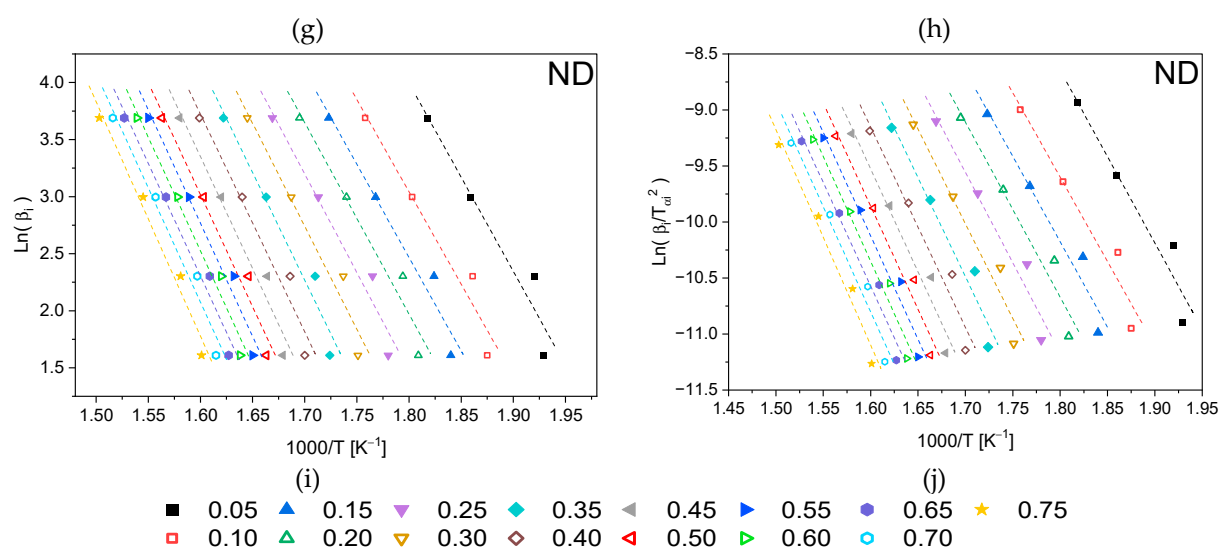 (g) (h)
ND
4.0
3.5
3.0
2.5
2.0
1.5
Ln( βi)
1.50 1.55 1.60 1.65 1.70 1.75 1.80 1.85 1.90 1.95
1000/T [K⁻¹]
ND
−8.5
−9.0
−9.5
−10.0
−10.5
−11.0
−11.5
Ln( βi/Tαi²)
1.45 1.50 1.55 1.60 1.65 1.70 1.75 1.80 1.85 1.90 1.95
1000/T [K⁻¹]
(i) (j)
0.05 0.15 0.25 0.35 0.45 0.55 0.65 0.75
0.10 0.20 0.30 0.40 0.50 0.60 0.70